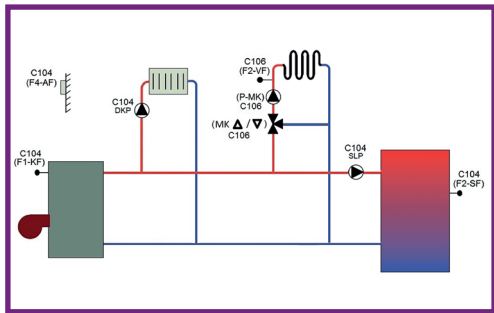 C104
(F4-AF)
C104
DKP
C106
(F2-VF)
(P-MK)
C106
(MK △ / ▽)
C106
C104
(F1-KF)
C104
SLP
C104
(F2-SF)